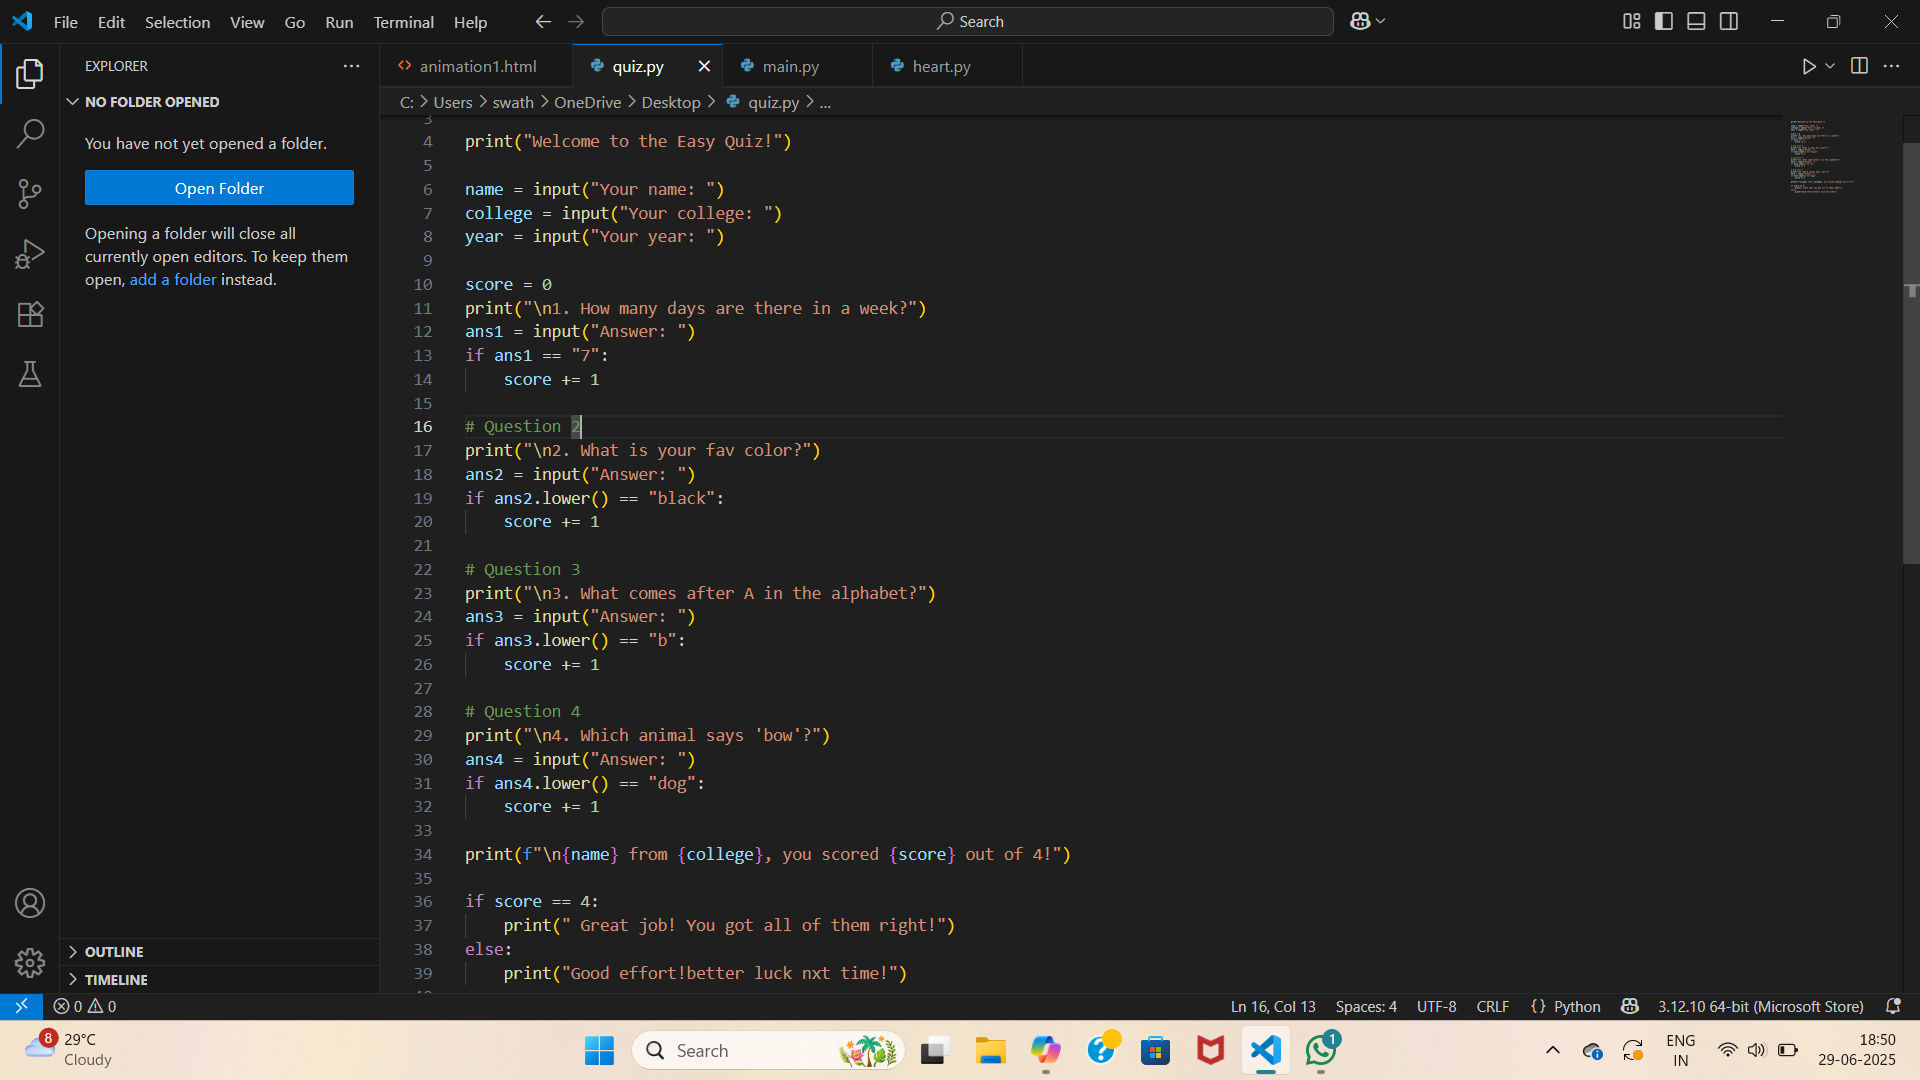 File Edit Selection View Go Run Terminal Help
Search
EXPLORER
NO FOLDER OPENED
You have not yet opened a folder.
Open Folder
Opening a folder will close all
currently open editors. To keep them
open, add a folder instead.
OUTLINE
TIMELINE
animation1.html quiz.py main.py heart.py
C: > Users > swath > OneDrive > Desktop > quiz.py > ...
3
4 print("Welcome to the Easy Quiz!")
5
6 name = input("Your name: ")
7 college = input("Your college: ")
8 year = input("Your year: ")
9
10 score = 0
11 print("\n1. How many days are there in a week?")
12 ans1 = input("Answer: ")
13 if ans1 == "7":
14     score += 1
15
16 # Question 2
17 print("\n2. What is your fav color?")
18 ans2 = input("Answer: ")
19 if ans2.lower() == "black":
20     score += 1
21
22 # Question 3
23 print("\n3. What comes after A in the alphabet?")
24 ans3 = input("Answer: ")
25 if ans3.lower() == "b":
26     score += 1
27
28 # Question 4
29 print("\n4. Which animal says 'bow'?")
30 ans4 = input("Answer: ")
31 if ans4.lower() == "dog":
32     score += 1
33
34 print(f"\n{name} from {college}, you scored {score} out of 4!")
35
36 if score == 4:
37     print(" Great job! You got all of them right!")
38 else:
39     print("Good effort!better luck nxt time!")
0 0 Ln 16, Col 13 Spaces: 4 UTF-8 CRLF {} Python 3.12.10 64-bit (Microsoft Store)
8 29°C
Cloudy
Search
1
ENG
IN
18:50
29-06-2025